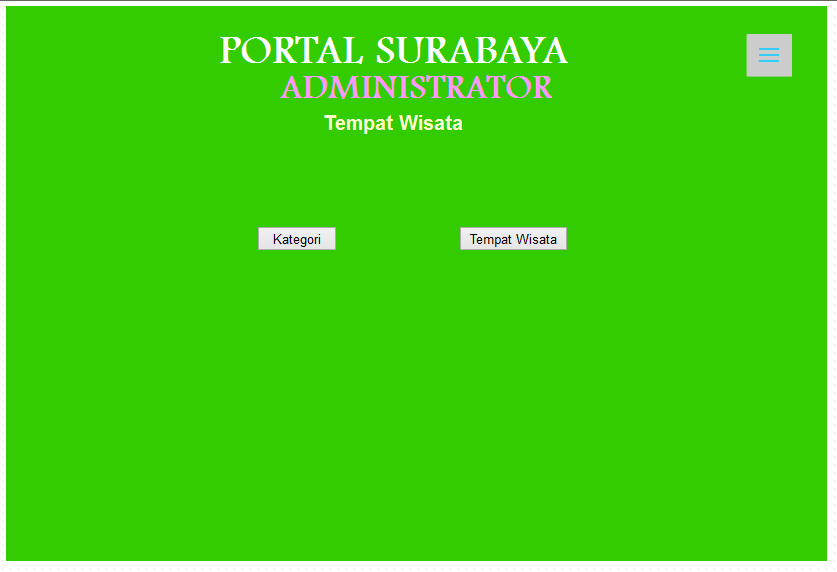 PORTAL SURABAYA
ADMINISTRATOR
Tempat Wisata
Kategori
Tempat Wisata